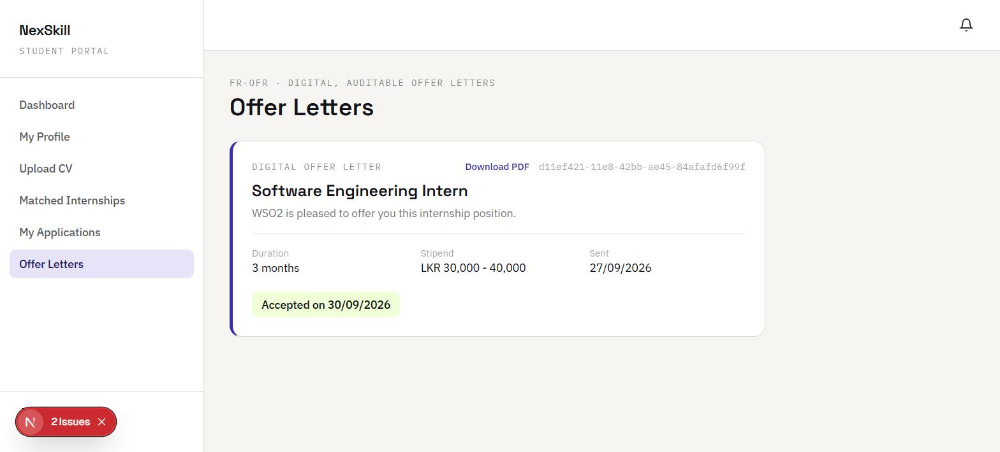 NexSkill
STUDENT PORTAL
Dashboard
My Profile
Upload CV
Matched Internships
My Applications
Offer Letters
2 Issues
FR-OFR · DIGITAL, AUDITABLE OFFER LETTERS
Offer Letters
DIGITAL OFFER LETTER
Download PDF
d11ef421-11e8-42bb-ae45-84afafd6f99f
Software Engineering Intern
WSO2 is pleased to offer you this internship position.
Duration
3 months
Stipend
LKR 30,000 - 40,000
Sent
27/09/2026
Accepted on 30/09/2026